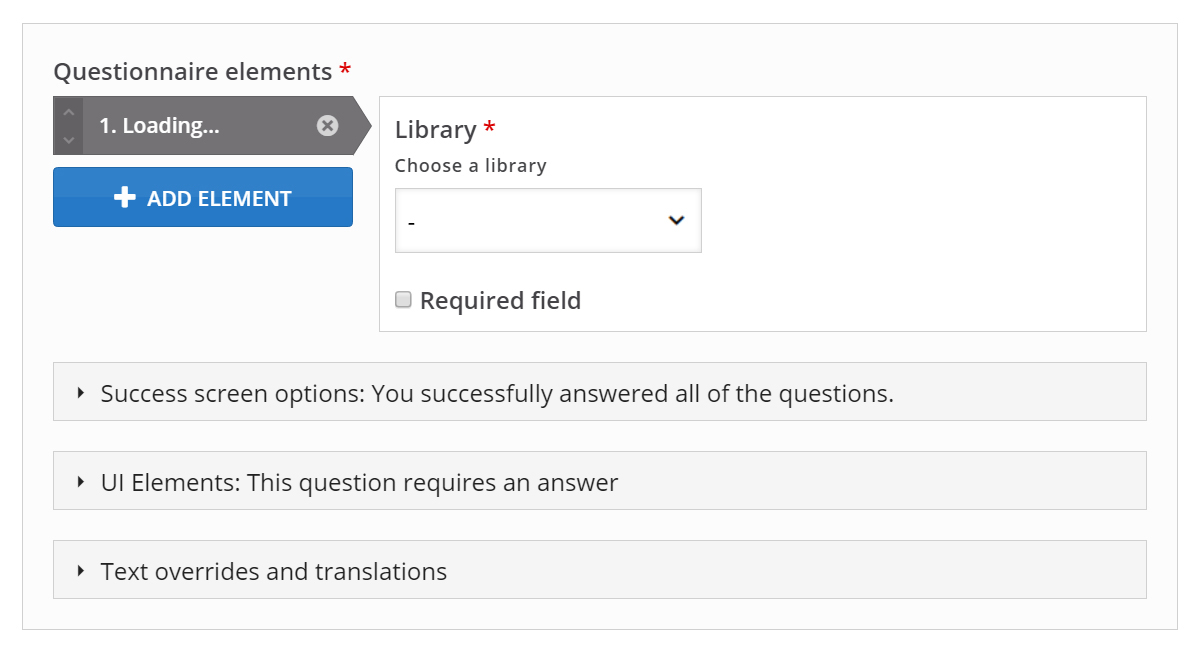 Questionnaire elements *
1. Loading...
ADD ELEMENT
Library *
Choose a library
-
Required field
Success screen options: You successfully answered all of the questions.
UI Elements: This question requires an answer
Text overrides and translations